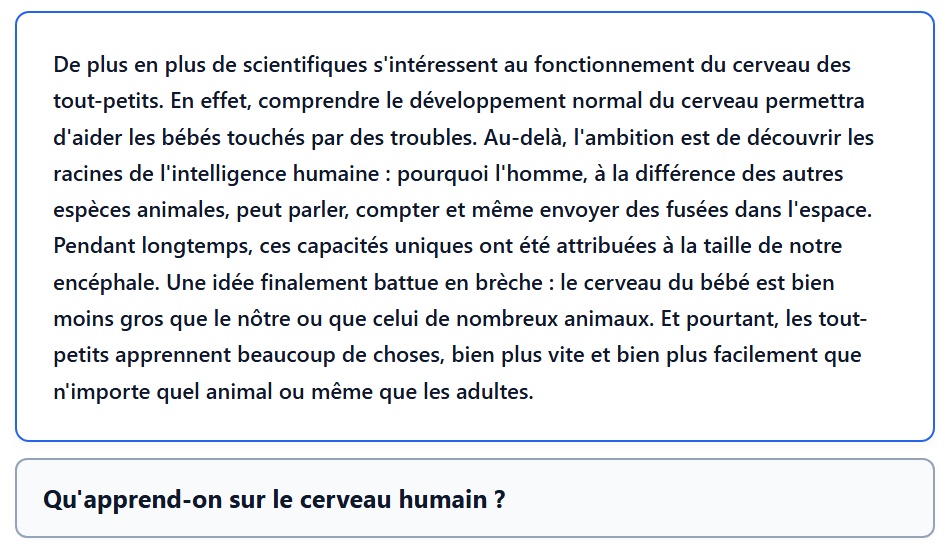 De plus en plus de scientifiques s'intéressent au fonctionnement du cerveau des
tout-petits. En effet, comprendre le développement normal du cerveau permettra
d'aider les bébés touchés par des troubles. Au-delà, l'ambition est de découvrir les
racines de l'intelligence humaine : pourquoi l'homme, à la différence des autres
espèces animales, peut parler, compter et même envoyer des fusées dans l'espace.
Pendant longtemps, ces capacités uniques ont été attribuées à la taille de notre
encéphale. Une idée finalement battue en brèche : le cerveau du bébé est bien
moins gros que le nôtre ou que celui de nombreux animaux. Et pourtant, les tout-
petits apprennent beaucoup de choses, bien plus vite et bien plus facilement que
n'importe quel animal ou même que les adultes.
Qu'apprend-on sur le cerveau humain ?